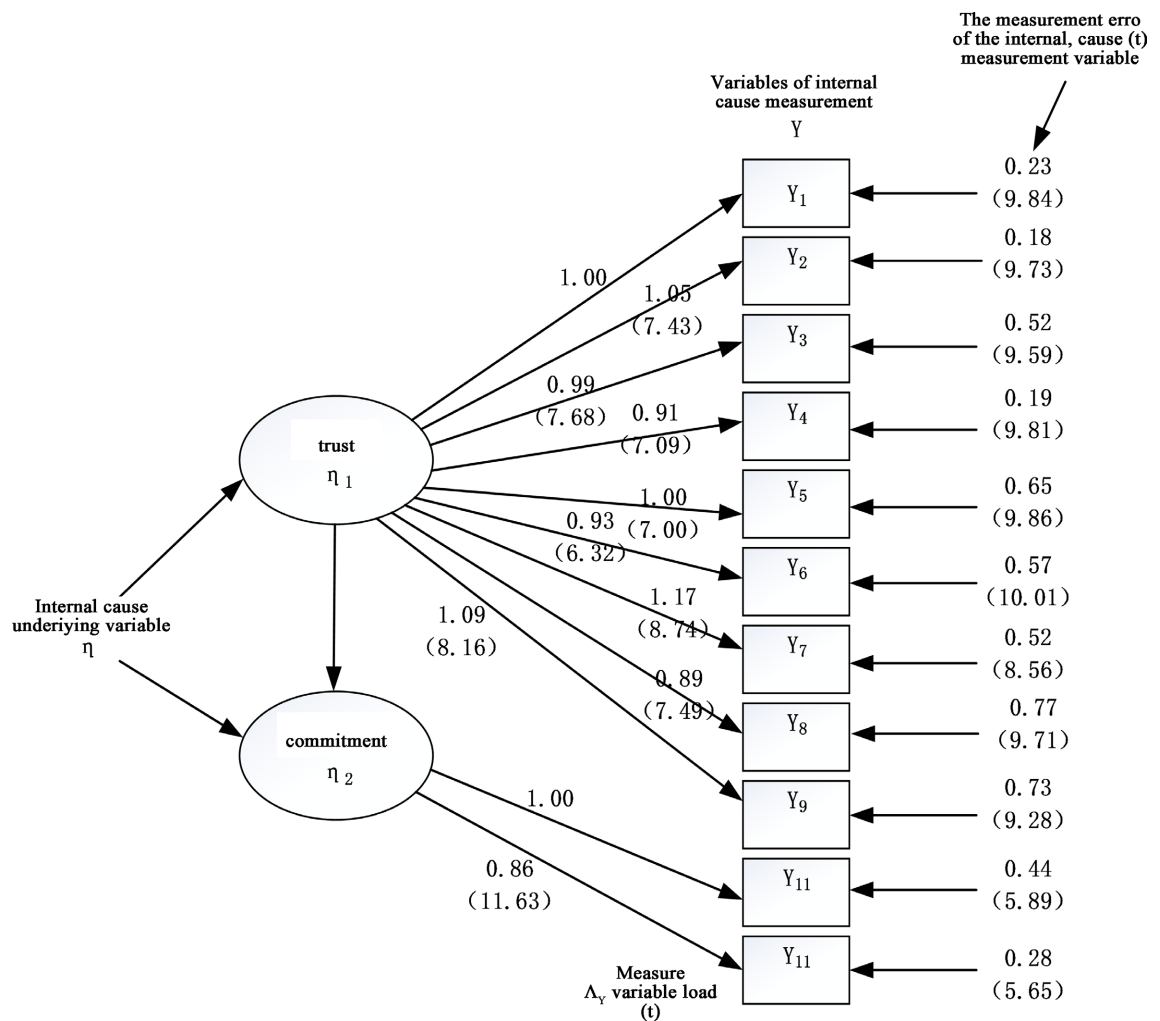 The measurement erro
of the internal, cause (t)
measurement variable
Variables of internal
cause measurement
Y
Y₁
0.23
(9.84)
Y₂
0.18
(9.73)
1.00
1.05
(7.43)
Y₃
0.52
(9.59)
0.99
(7.68)
0.91
(7.09)
Y₄
0.19
(9.81)
trust
η 1
Y₅
0.65
(9.86)
1.00
(7.00)
0.93
(6.32)
Y₆
0.57
(10.01)
Internal cause
underiying variable
η
1.09
(8.16)
1.17
(8.74)
Y₇
0.52
(8.56)
0.89
(7.49)
Y₈
0.77
(9.71)
commitment
η 2
Y₉
0.73
(9.28)
1.00
Y₁₁
0.44
(5.89)
0.86
(11.63)
Y₁₁
0.28
(5.65)
Measure
Λ_Y variable load
(t)